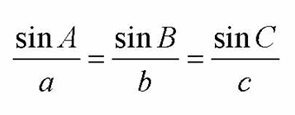 sin A / a = sin B / b = sin C / c